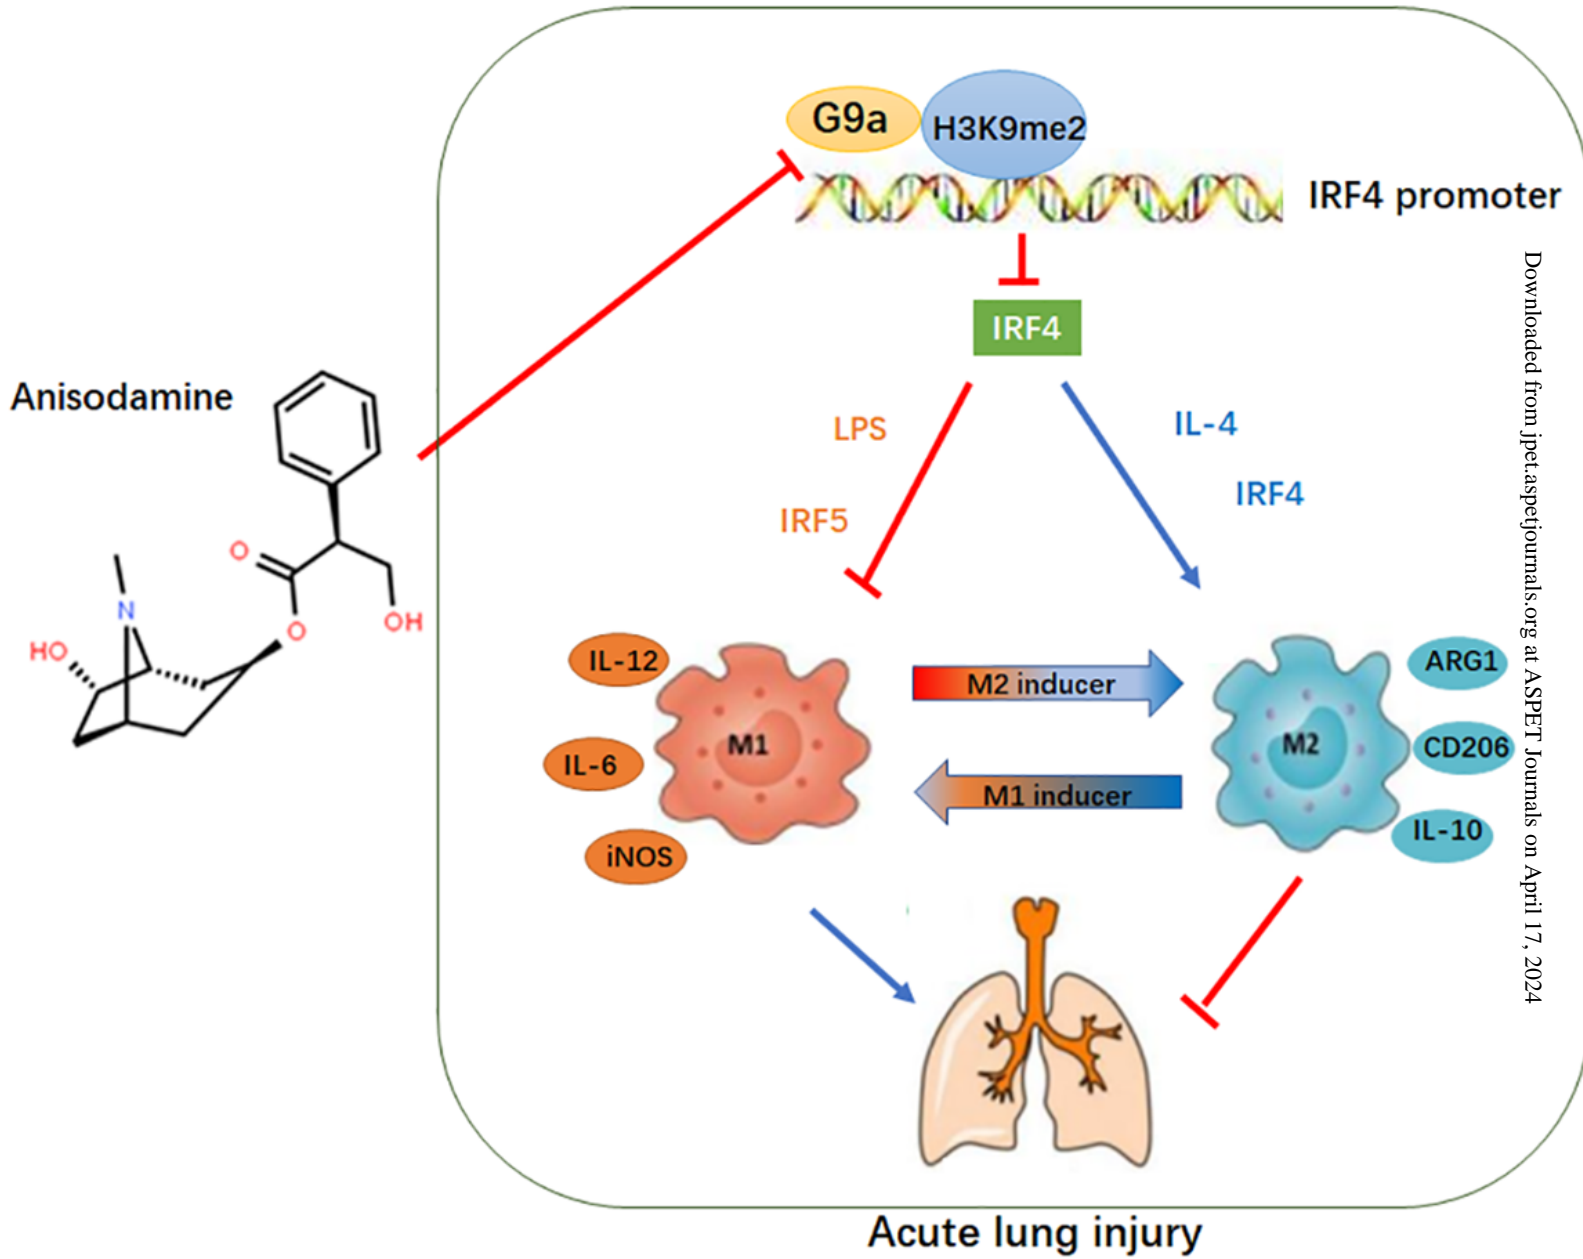 G9a
H3K9me2
IRF4 promoter
IRF4
Anisodamine
LPS
IL-4
IRF5
IRF4
O
OH
O
N
HO
IL-12
IL-6
iNOS
M1
M2 inducer
M1 inducer
M2
ARG1
CD206
IL-10
Acute lung injury
Downloaded from jpet.aspetjournals.org at ASPET Journals on April 17, 2024